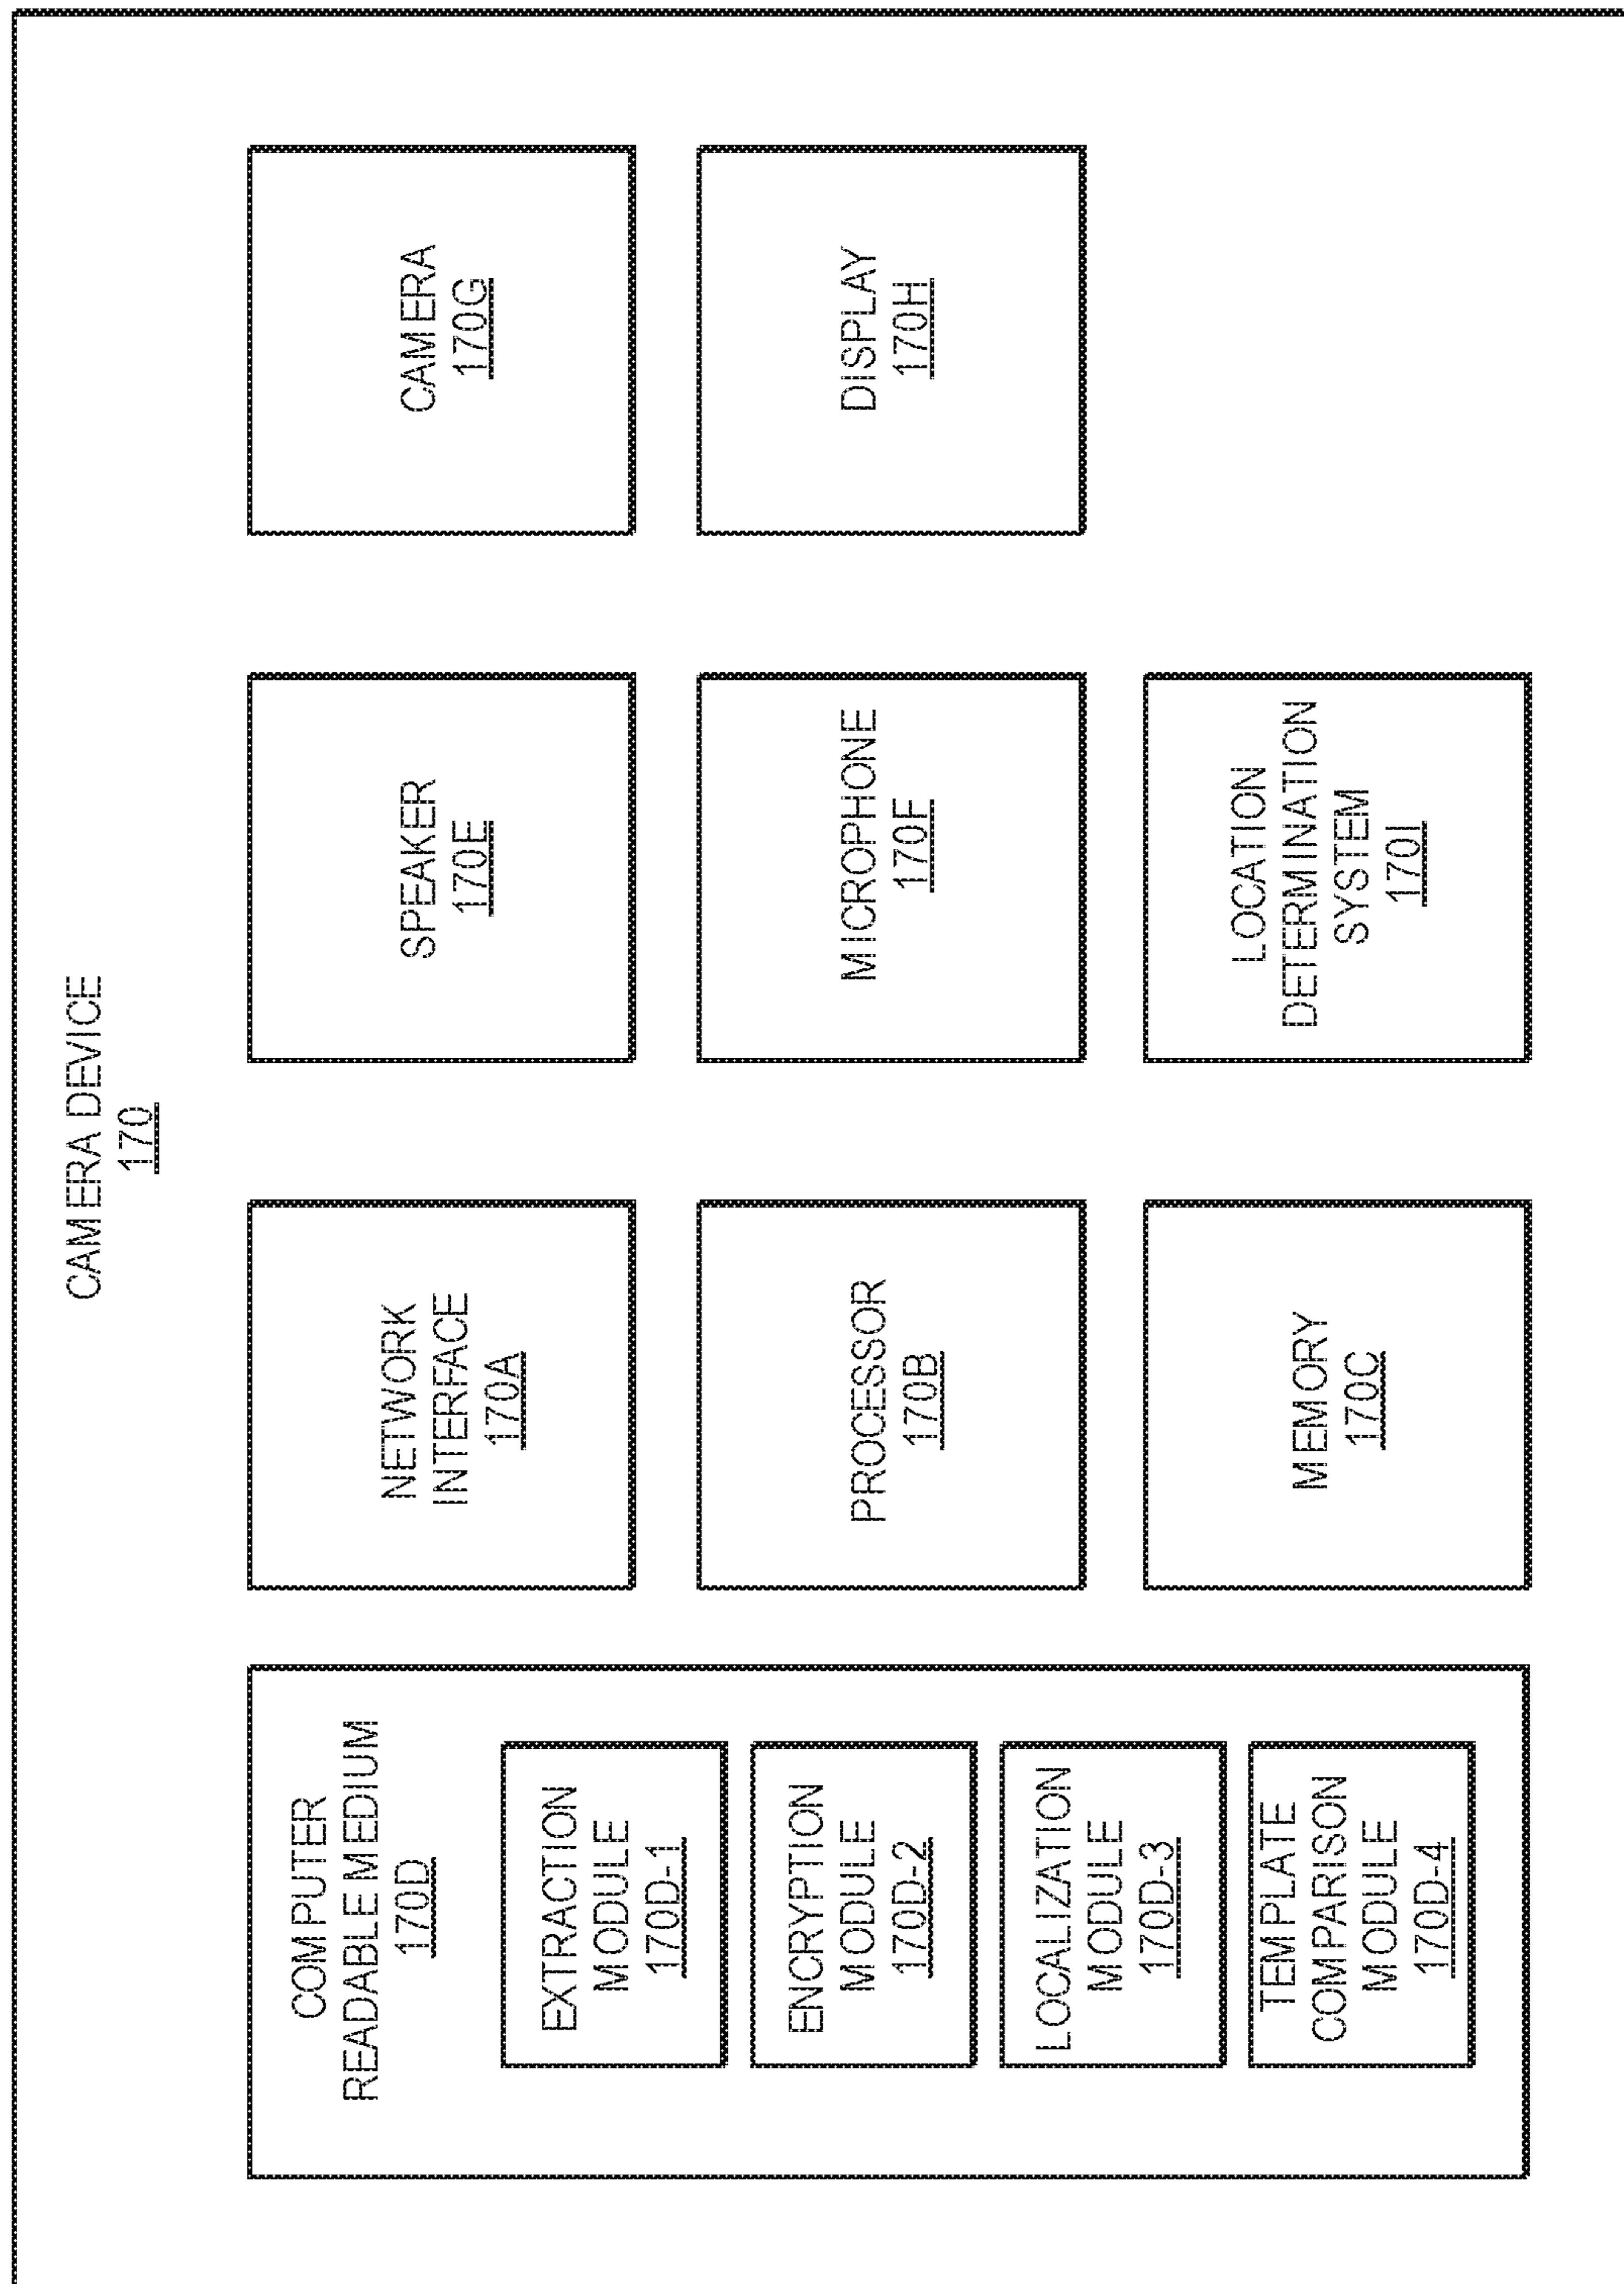 CAMERA DEVICE
170
COMPUTER
READABLE MEDIUM
170D
EXTRACTION
MODULE
170D-1
ENCRYPTION
MODULE
170D-2
LOCALIZATION
MODULE
170D-3
TEMPLATE
COMPARISON
MODULE
170D-4
NETWORK
INTERFACE
170A
PROCESSOR
170B
MEMORY
170C
SPEAKER
170E
MICROPHONE
170F
LOCATION
DETERMINATION
SYSTEM
170I
CAMERA
170G
DISPLAY
170H